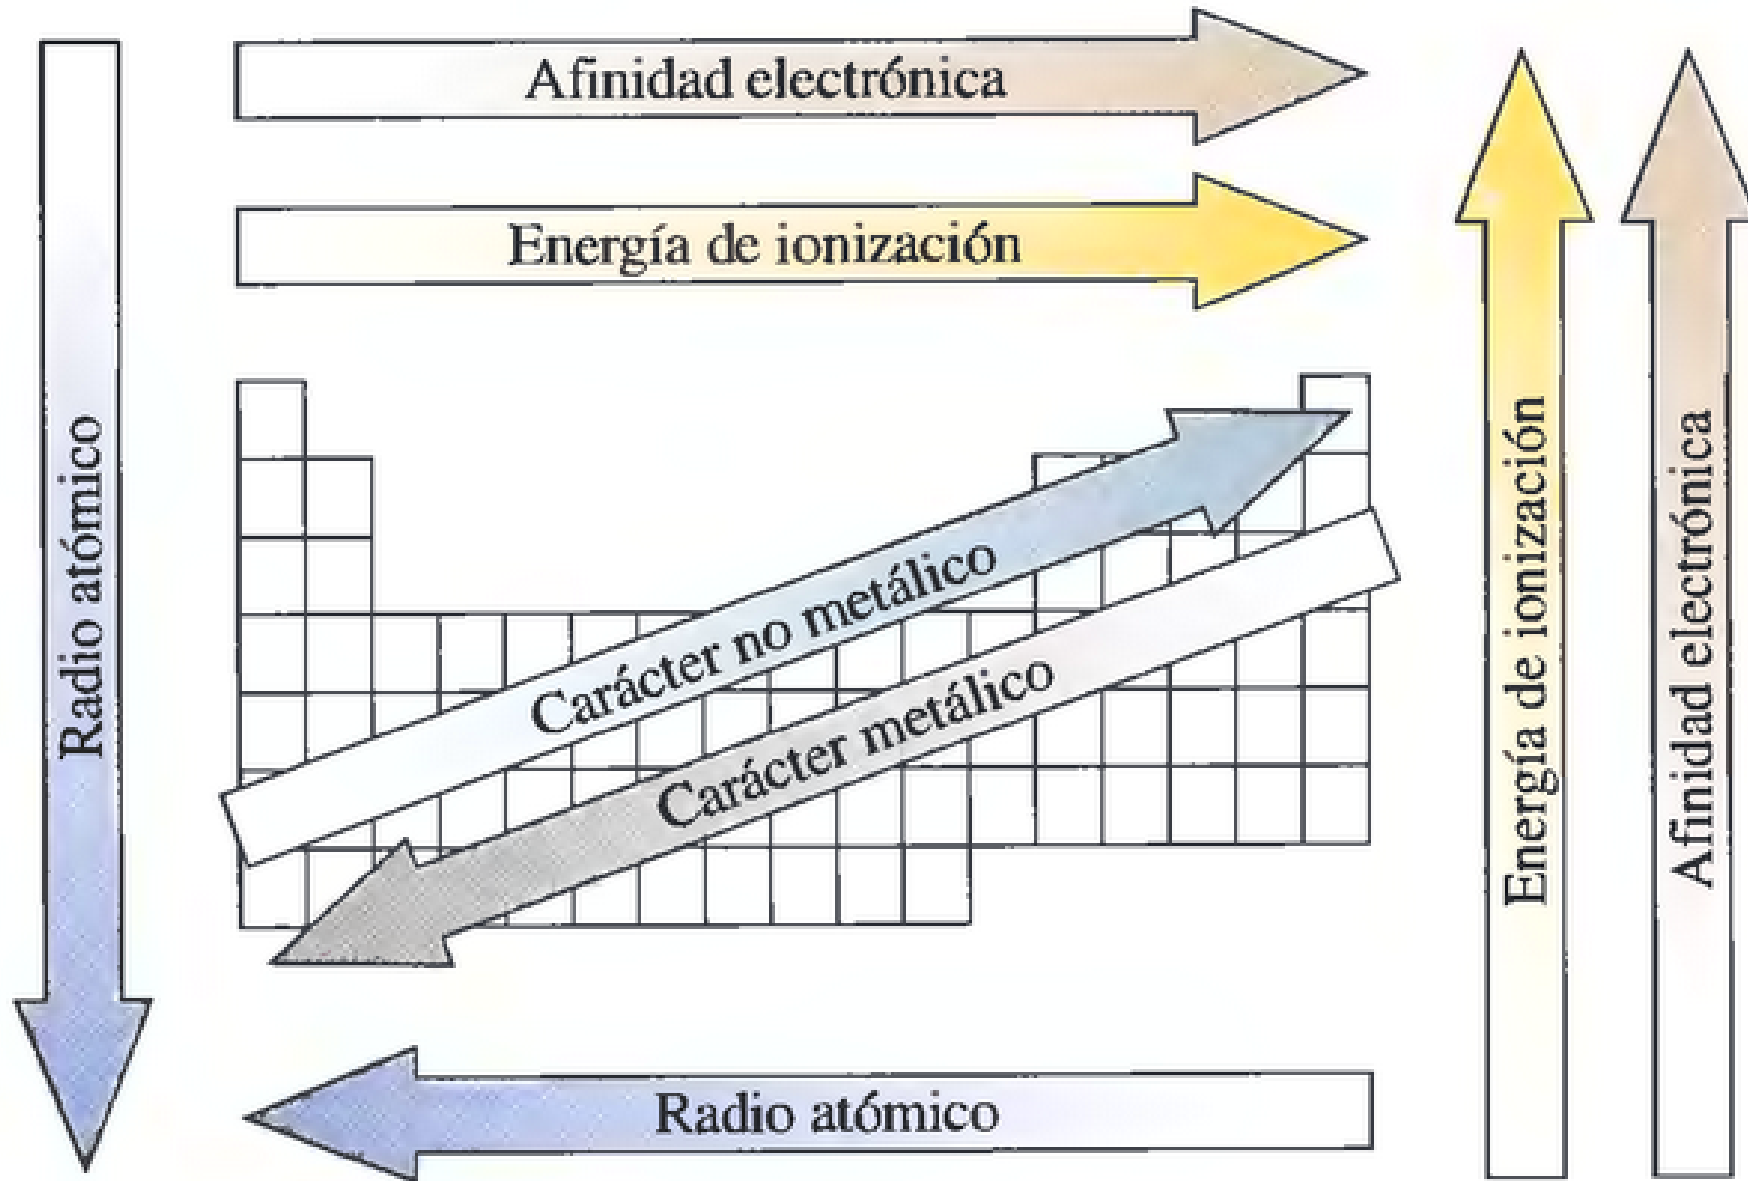 Afinidad electrónica
Energía de ionización
Radio atómico
Carácter no metálico
Carácter metálico
Energía de ionización
Afinidad electrónica
Radio atómico